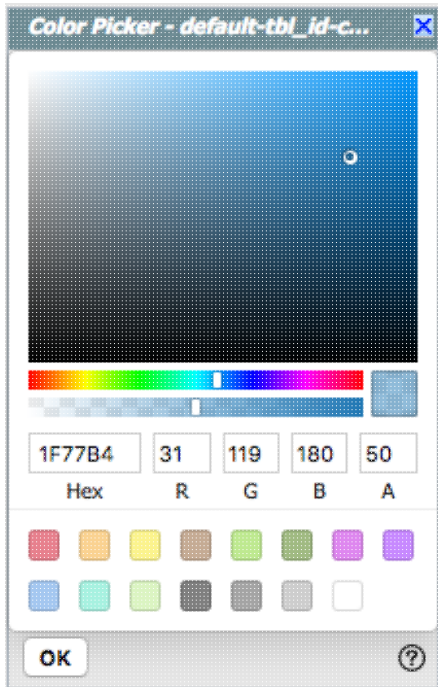 Color Picker - default-tbl_id-c...
1F77B4 31 119 180 50
Hex R G B A
OK ?